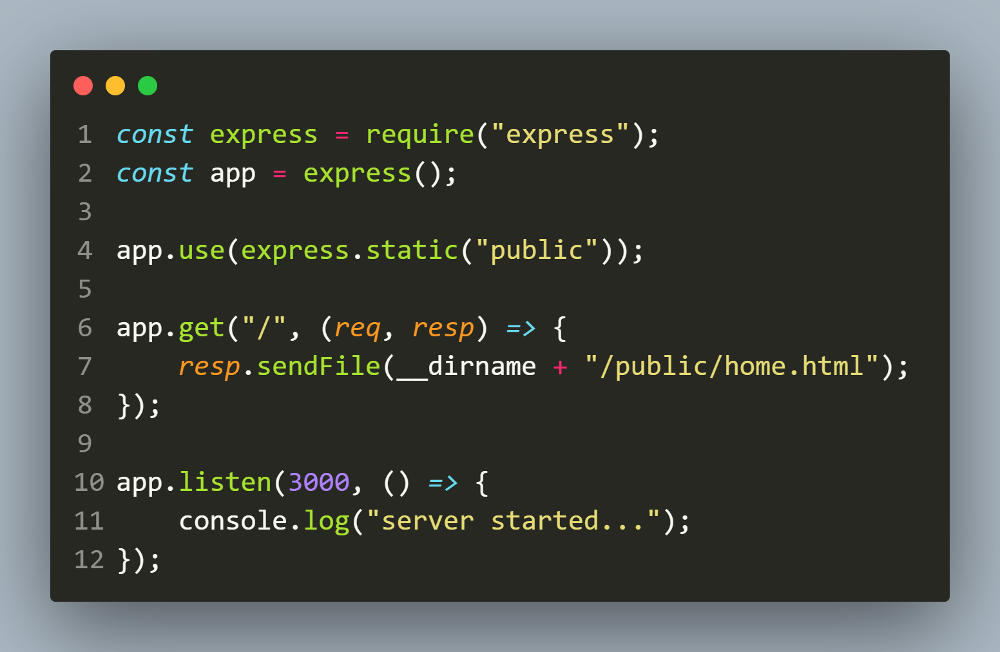 1 const express = require("express");
2 const app = express();
3
4 app.use(express.static("public"));
5
6 app.get("/", (req, resp) => {
7     resp.sendFile(__dirname + "/public/home.html");
8 });
9
10 app.listen(3000, () => {
11     console.log("server started...");
12 });